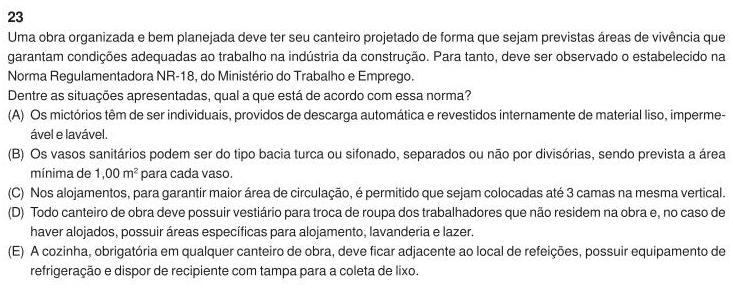 23
Uma obra organizada e bem planejada deve ter seu canteiro projetado de forma que sejam previstas áreas de vivência que
garantam condições adequadas ao trabalho na indústria da construção. Para tanto, deve ser observado o estabelecido na
Norma Regulamentadora NR-18, do Ministério do Trabalho e Emprego.
Dentre as situações apresentadas, qual a que está de acordo com essa norma?
(A) Os mictórios têm de ser individuais, providos de descarga automática e revestidos internamente de material liso, imperme-
ável e lavável.
(B) Os vasos sanitários podem ser do tipo bacia turca ou sifonado, separados ou não por divisórias, sendo prevista a área
mínima de 1,00 m² para cada vaso.
(C) Nos alojamentos, para garantir maior área de circulação, é permitido que sejam colocadas até 3 camas na mesma vertical.
(D) Todo canteiro de obra deve possuir vestiário para troca de roupa dos trabalhadores que não residem na obra e, no caso de
haver alojados, possuir áreas específicas para alojamento, lavanderia e lazer.
(E) A cozinha, obrigatória em qualquer canteiro de obra, deve ficar adjacente ao local de refeições, possuir equipamento de
refrigeração e dispor de recipiente com tampa para a coleta de lixo.